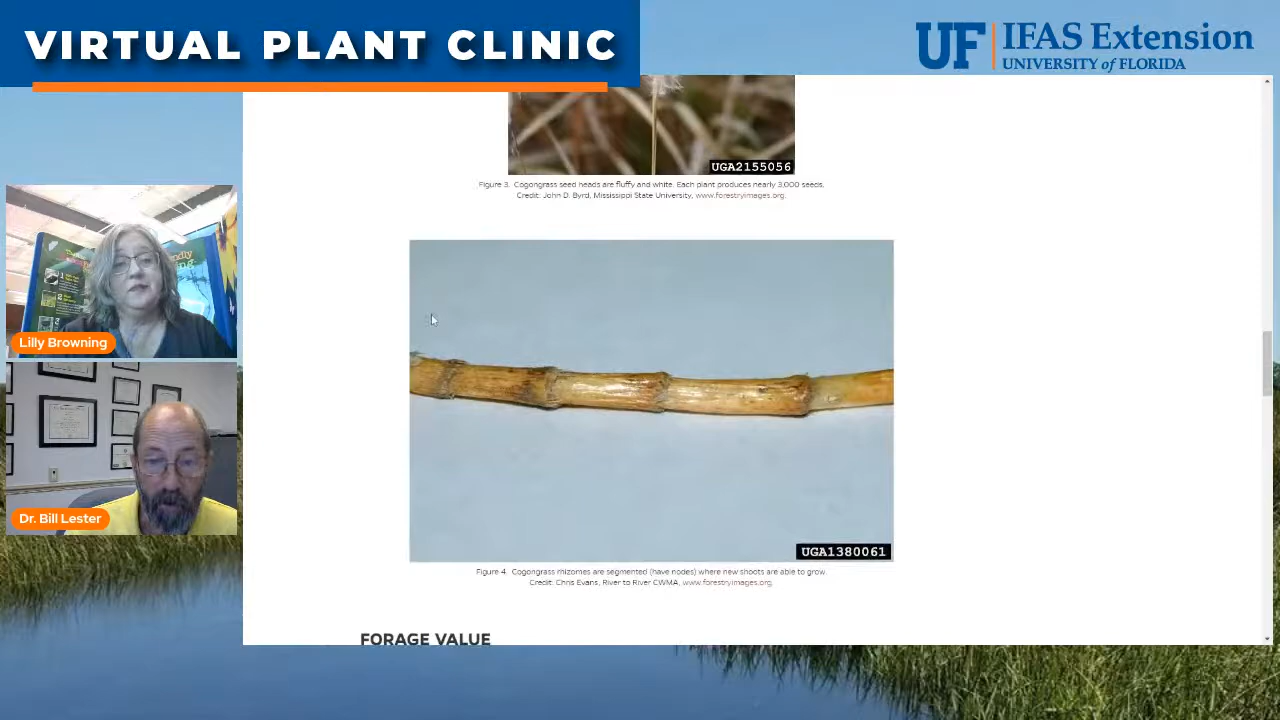 VIRTUAL PLANT CLINIC
UF IFAS Extension
UNIVERSITY of FLORIDA
UGA2155056
Figure 3. Cogongrass seed heads are fluffy and white. Each plant produces nearly 3,000 seeds.
Credit: John D. Byrd, Mississippi State University, www.forestryimages.org.
Lilly Browning
Dr. Bill Lester
UGA1380061
Figure 4. Cogongrass rhizomes are segmented (have nodes) where new shoots are able to grow.
Credit: Chris Evans, River to River CWMA, www.forestryimages.org.
FORAGE VALUE